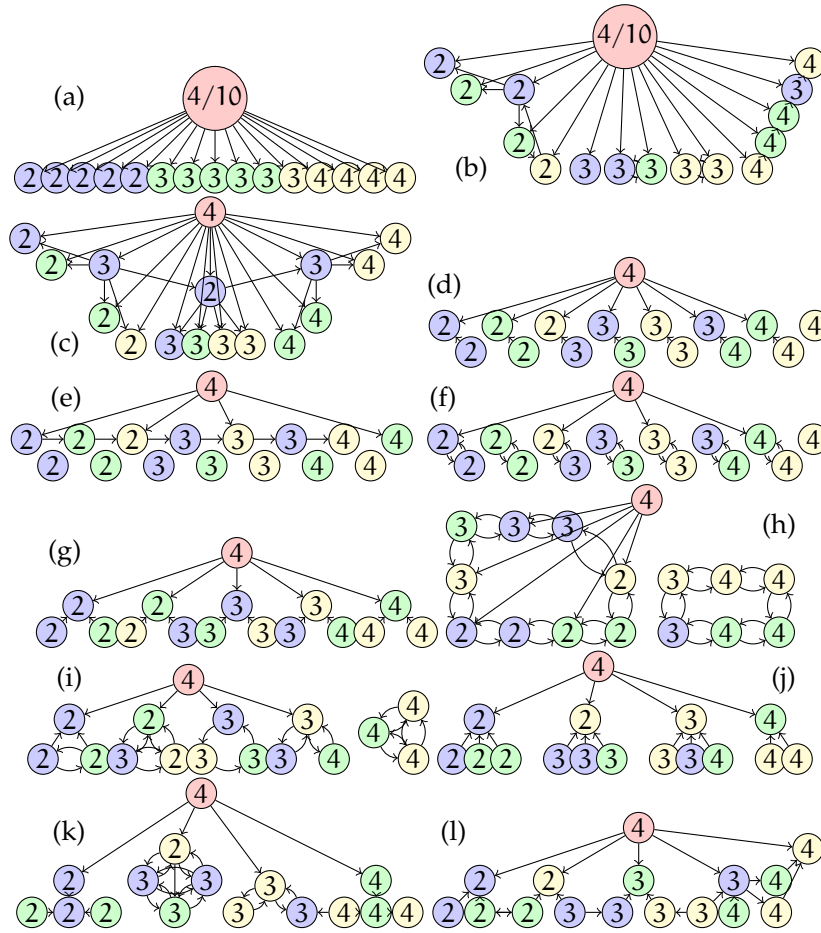 (a)
4/10
2 2 2 2 2 3 3 3 3 3 3 4 4 4 4
(b)
4/10
2 4
2 2 3
4
2 4
2 3 3 3 3 3 4
(c)
4
2 4
2 3 3 4
2
2 4
2 3 3 3 3 4
(d)
4
2 2 2 3 3 3 4 4
2 2 3 3 3 4 4
(e)
4
2 2 2 3 3 3 4 4
2 2 3 3 3 4 4
(f)
4
2 2 2 3 3 3 4 4
2 2 3 3 3 4 4
(g)
4
2 2 3 3 4
2 2 2 3 3 3 3 4 4 4
(h)
4
3 3 3
3 2 3 4 4
2 2 2 2 3 4 4
(i)
4
2 2 3 3 4
4
2 2 3 2 3 3 3 4 4
(j)
4
2 2 3 4
2 2 2 3 3 3 3 3 4 4 4
(k)
4
2
2 3 3 3 4
2 2 2 3 3 3 4 4 4
(l)
4
4
2 2 3 3 4
2 2 2 3 3 3 3 4 4